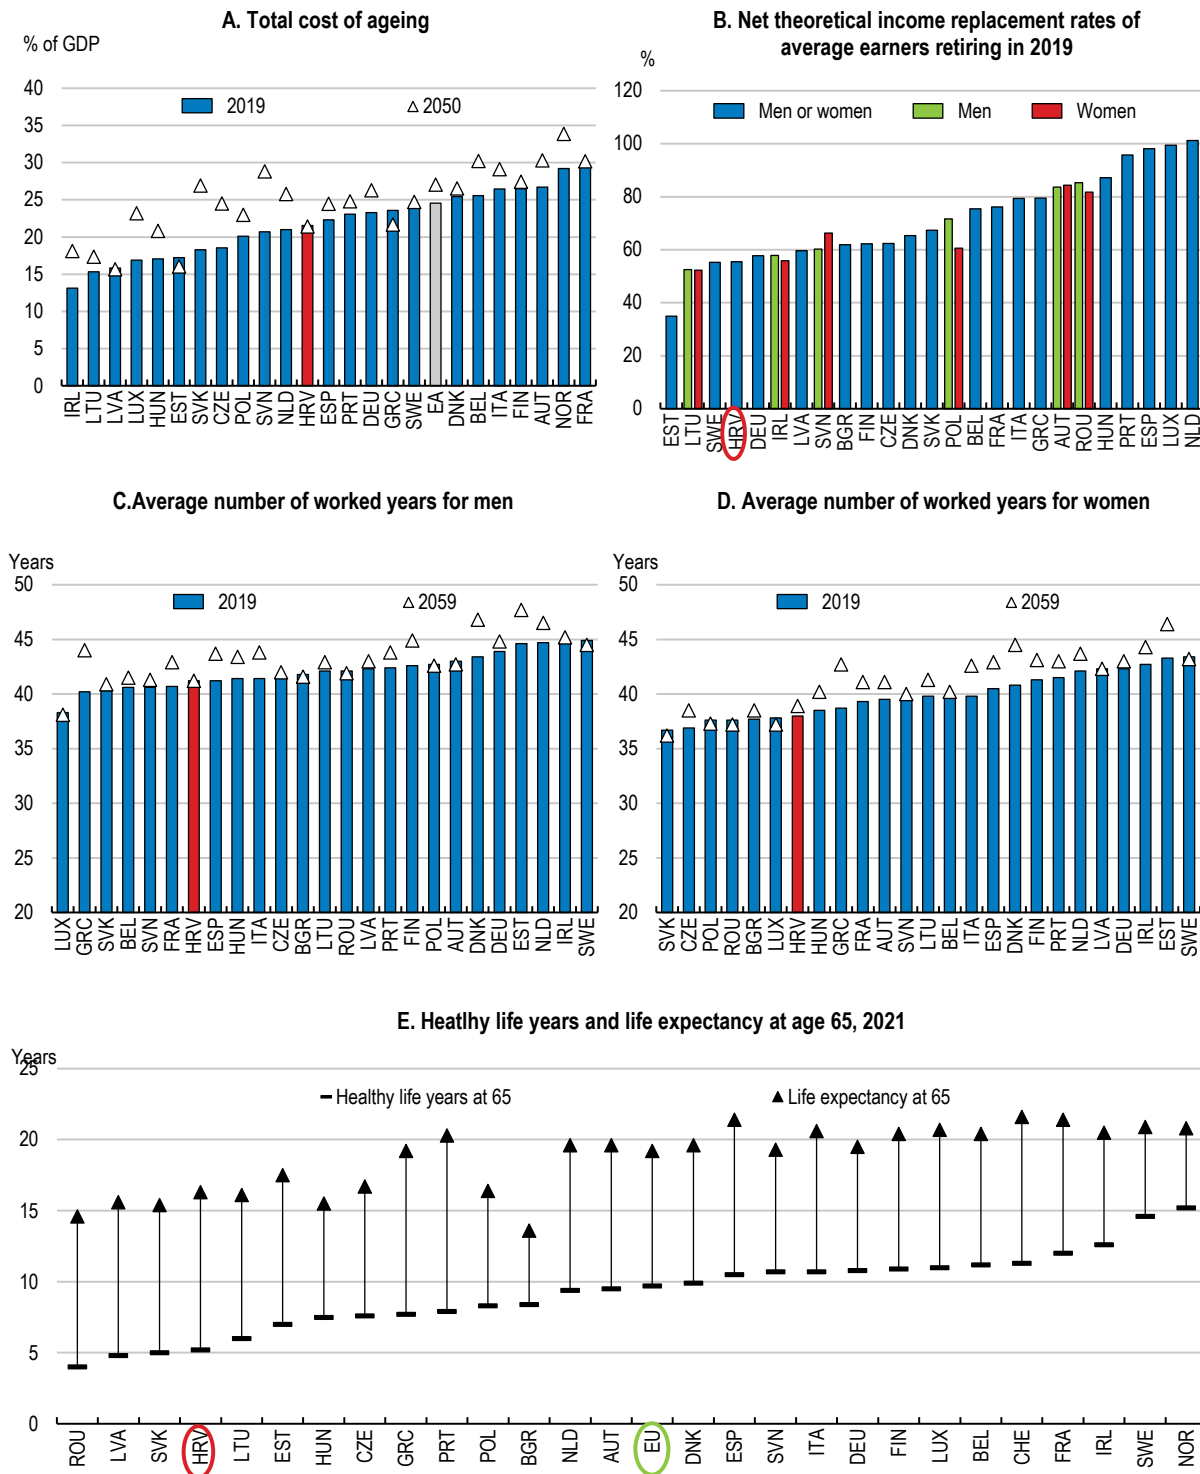 A. Total cost of ageing
% of GDP
40
35
30
25
20
15
10
5
0
2019
2050
IRL LTU LVA LUX HUN EST SVK CZE POL SVN NLD HRV ESP PRT DEU GRC SWE EA DNK BEL ITA FIN AUT NOR FRA
B. Net theoretical income replacement rates of
average earners retiring in 2019
%
120
100
80
60
40
20
0
Men or women
Men
Women
EST LTU SWE HRV DEU IRL LVA SVN BGR FIN CZE DNK SVK POL BEL FRA ITA GRC AUT ROU HUN PRT ESP LUX NLD
C.Average number of worked years for men
Years
50
45
40
35
30
25
20
2019
2059
LUX GRC SVK BEL SVN FRA HRV ESP HUN ITA CZE BGR LTU ROU LVA PRT FIN POL AUT DNK DEU EST NLD IRL SWE
D. Average number of worked years for women
Years
50
45
40
35
30
25
20
2019
2059
SVK CZE POL ROU BGR LUX HRV HUN GRC FRA AUT SVN LTU BEL ITA ESP DNK FIN PRT NLD LVA DEU IRL EST SWE
E. Heatlhy life years and life expectancy at age 65, 2021
Years
25
20
15
10
5
0
Healthy life years at 65
Life expectancy at 65
ROU LVA SVK HRV LTU EST HUN CZE GRC PRT POL BGR NLD AUT EU DNK ESP SVN ITA DEU FIN LUX BEL CHE FRA IRL SWE NOR